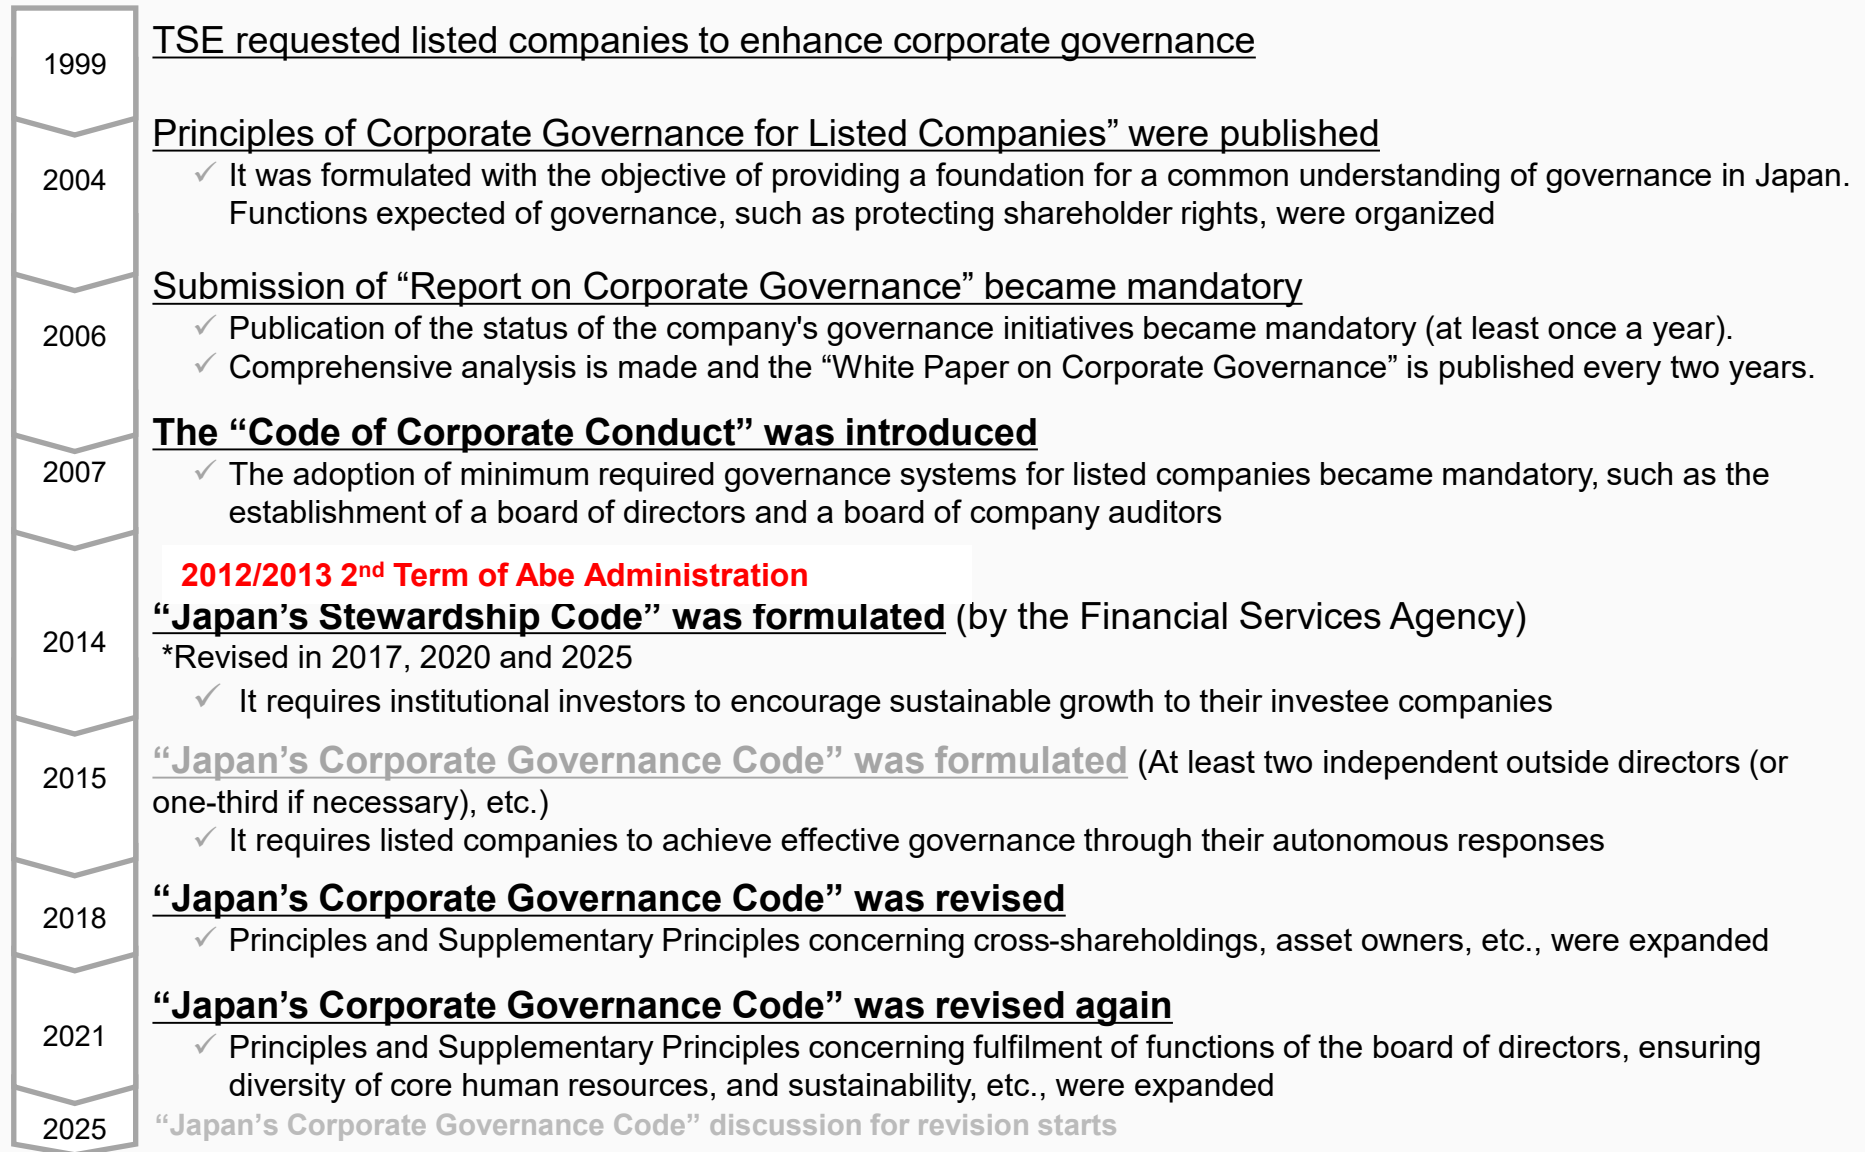 1999
TSE requested listed companies to enhance corporate governance
Principles of Corporate Governance for Listed Companies” were published
2004
✓ It was formulated with the objective of providing a foundation for a common understanding of governance in Japan.
Functions expected of governance, such as protecting shareholder rights, were organized
Submission of “Report on Corporate Governance” became mandatory
2006
✓ Publication of the status of the company's governance initiatives became mandatory (at least once a year).
✓ Comprehensive analysis is made and the “White Paper on Corporate Governance” is published every two years.
The “Code of Corporate Conduct” was introduced
2007
✓ The adoption of minimum required governance systems for listed companies became mandatory, such as the
establishment of a board of directors and a board of company auditors
2012/2013 2nd Term of Abe Administration
“Japan’s Stewardship Code” was formulated (by the Financial Services Agency)
2014
*Revised in 2017, 2020 and 2025
✓ It requires institutional investors to encourage sustainable growth to their investee companies
“Japan’s Corporate Governance Code” was formulated (At least two independent outside directors (or
2015
one-third if necessary), etc.)
✓ It requires listed companies to achieve effective governance through their autonomous responses
“Japan’s Corporate Governance Code” was revised
2018
✓ Principles and Supplementary Principles concerning cross-shareholdings, asset owners, etc., were expanded
“Japan’s Corporate Governance Code” was revised again
2021
✓ Principles and Supplementary Principles concerning fulfilment of functions of the board of directors, ensuring
diversity of core human resources, and sustainability, etc., were expanded
2025
“Japan’s Corporate Governance Code” discussion for revision starts